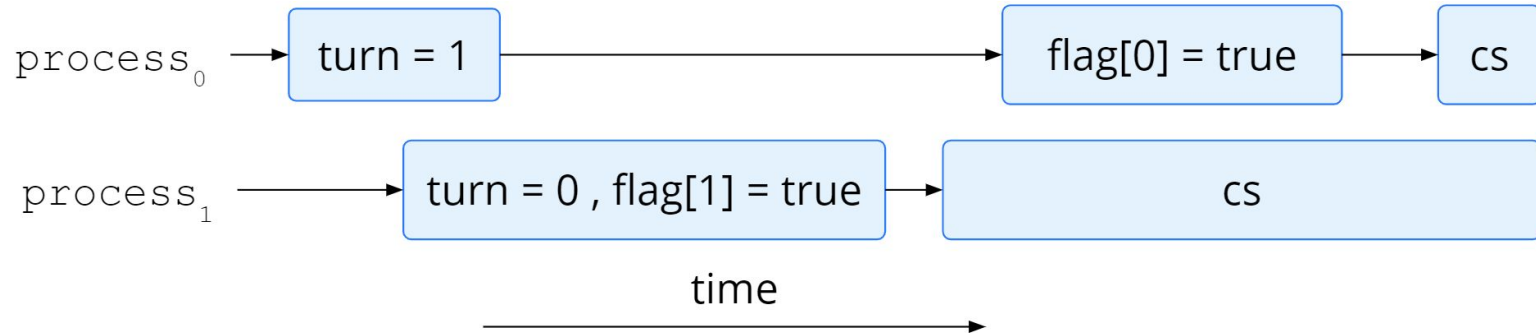 process₀ turn = 1 flag[0] = true cs
process₁ turn = 0 , flag[1] = true cs
time